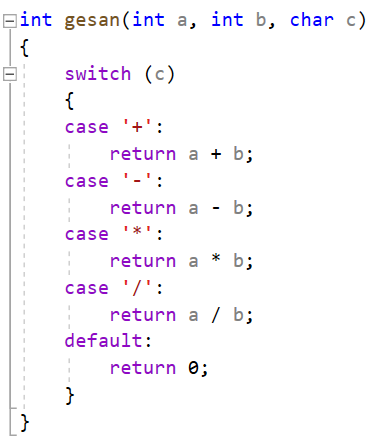 int gesan(int a, int b, char c)
{
    switch (c)
    {
    case '+':
        return a + b;
    case '-':
        return a - b;
    case '*':
        return a * b;
    case '/':
        return a / b;
    default:
        return 0;
    }
}